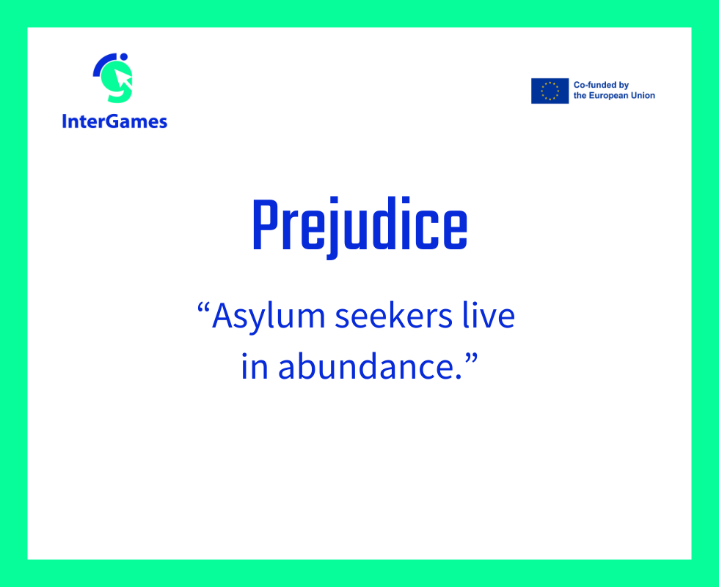 InterGames
Co-funded by
the European Union
Prejudice
“Asylum seekers live
in abundance.”